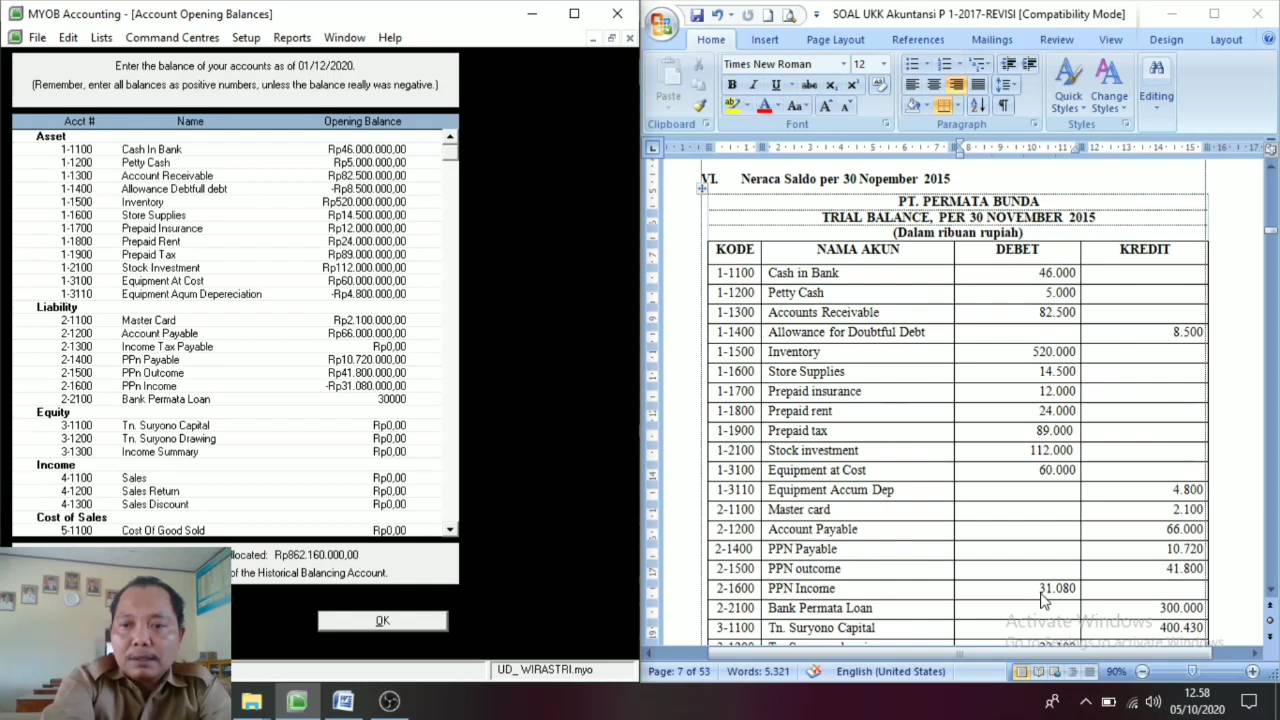 MYOB Accounting - [Account Opening Balances]
File Edit Lists Command Centres Setup Reports Window Help
Enter the balance of your accounts as of 01/12/2020.
(Remember, enter all balances as positive numbers, unless the balance really was negative.)
Acct # Name Opening Balance
Asset
1-1100 Cash In Bank Rp46.000.000,00
1-1200 Petty Cash Rp5.000.000,00
1-1300 Account Receivable Rp82.500.000,00
1-1400 Allowance Debtfull debt -Rp8.500.000,00
1-1500 Inventory Rp520.000.000,00
1-1600 Store Supplies Rp14.500.000,00
1-1700 Prepaid Insurance Rp12.000.000,00
1-1800 Prepaid Rent Rp24.000.000,00
1-1900 Prepaid Tax Rp89.000.000,00
1-2100 Stock Investment Rp112.000.000,00
1-3100 Equipment At Cost Rp60.000.000,00
1-3110 Equipment Aqum Depereciation -Rp4.800.000,00
Liability
2-1100 Master Card Rp2.100.000,00
2-1200 Account Payable Rp66.000.000,00
2-1300 Income Tax Payable Rp0,00
2-1400 PPn Payable Rp10.720.000,00
2-1500 PPn Outcome Rp41.800.000,00
2-1600 PPn Income -Rp31.080.000,00
2-2100 Bank Permata Loan 30000
Equity
3-1100 Tn. Suryono Capital Rp0,00
3-1200 Tn. Suryono Drawing Rp0,00
3-1300 Income Summary Rp0,00
Income
4-1100 Sales Rp0,00
4-1200 Sales Return Rp0,00
4-1300 Sales Discount Rp0,00
Cost of Sales
5-1100 Cost Of Good Sold Rp0,00
llocated: Rp862.160.000,00
of the Historical Balancing Account.
OK
UD_ WIRASTRI.myo
SOAL UKK Akuntansi P 1-2017-REVISI [Compatibility Mode]
Home Insert Page Layout References Mailings Review View Design Layout
Times New Roman 12
Paste
Quick Styles
Change Styles
Editing
Clipboard Font Paragraph Styles
VI. Neraca Saldo per 30 Nopember 2015
PT. PERMATA BUNDA
TRIAL BALANCE, PER 30 NOVEMBER 2015
(Dalam ribuan rupiah)
KODE NAMA AKUN DEBET KREDIT
1-1100 Cash in Bank 46.000
1-1200 Petty Cash 5.000
1-1300 Accounts Receivable 82.500
1-1400 Allowance for Doubtful Debt 8.500
1-1500 Inventory 520.000
1-1600 Store Supplies 14.500
1-1700 Prepaid insurance 12.000
1-1800 Prepaid rent 24.000
1-1900 Prepaid tax 89.000
1-2100 Stock investment 112.000
1-3100 Equipment at Cost 60.000
1-3110 Equipment Accum Dep 4.800
2-1100 Master card 2.100
2-1200 Account Payable 66.000
2-1400 PPN Payable 10.720
2-1500 PPN outcome 41.800
2-1600 PPN Income 31.080
2-2100 Bank Permata Loan 300.000
3-1100 Tn. Suryono Capital 400.430
Activate Windows
Go to Settings to activate Windows.
Page: 7 of 53 Words: 5.321 English (United States) 90%
12.58
05/10/2020